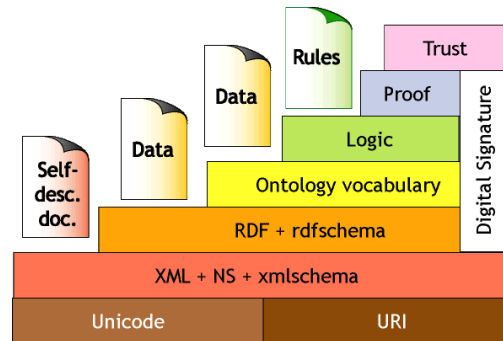 Trust
Rules
Proof
Data
Logic
Data
Self-
desc.
doc.
Ontology vocabulary
Digital Signature
RDF + rdfschema
XML + NS + xmlschema
Unicode
URI